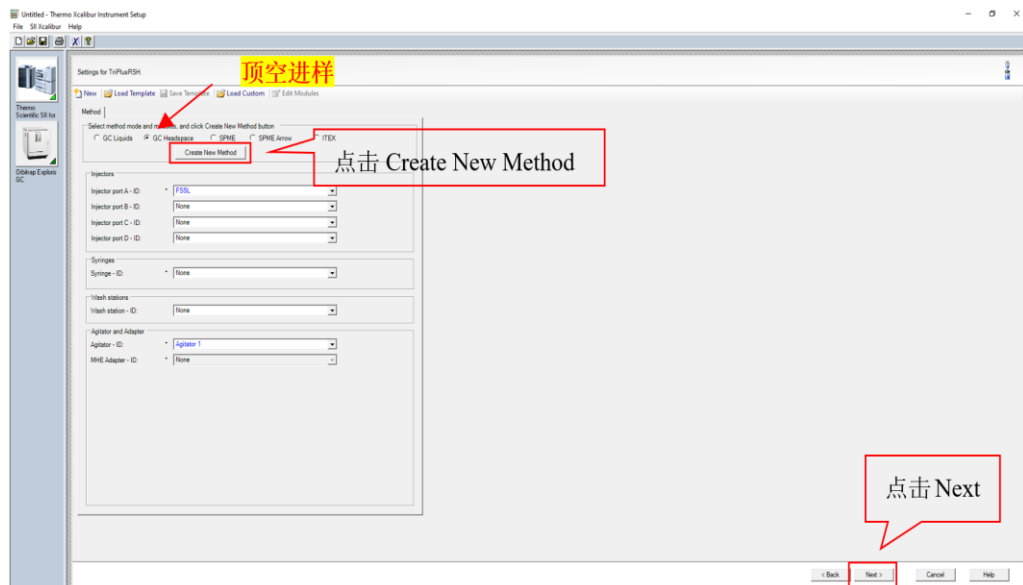 Untitled - Thermo Xcalibur Instrument Setup
File SII Xcalibur Help
Thermo
Scientific SII for
Orbitrap Exploris
GC
Settings for TriPlusRSH.
顶空进样
New Load Template Save Template Load Custom Edit Modules
Method
Select method mode and methods, and click Create New Method button
GC Liquids GC Headspace SPME SPME Arrow ITEX
Create New Method
点击 Create New Method
Injectors
Injector port A - ID: * FSSL
Injector port B - ID: None
Injector port C - ID: None
Injector port D - ID: None
Syringes
Syringe - ID: * None
Wash stations
Wash station - ID: None
Agitator and Adapter
Agitator - ID: * Agitator 1
MHE Adapter - ID: * None
点击 Next
< Back Next > Cancel Help